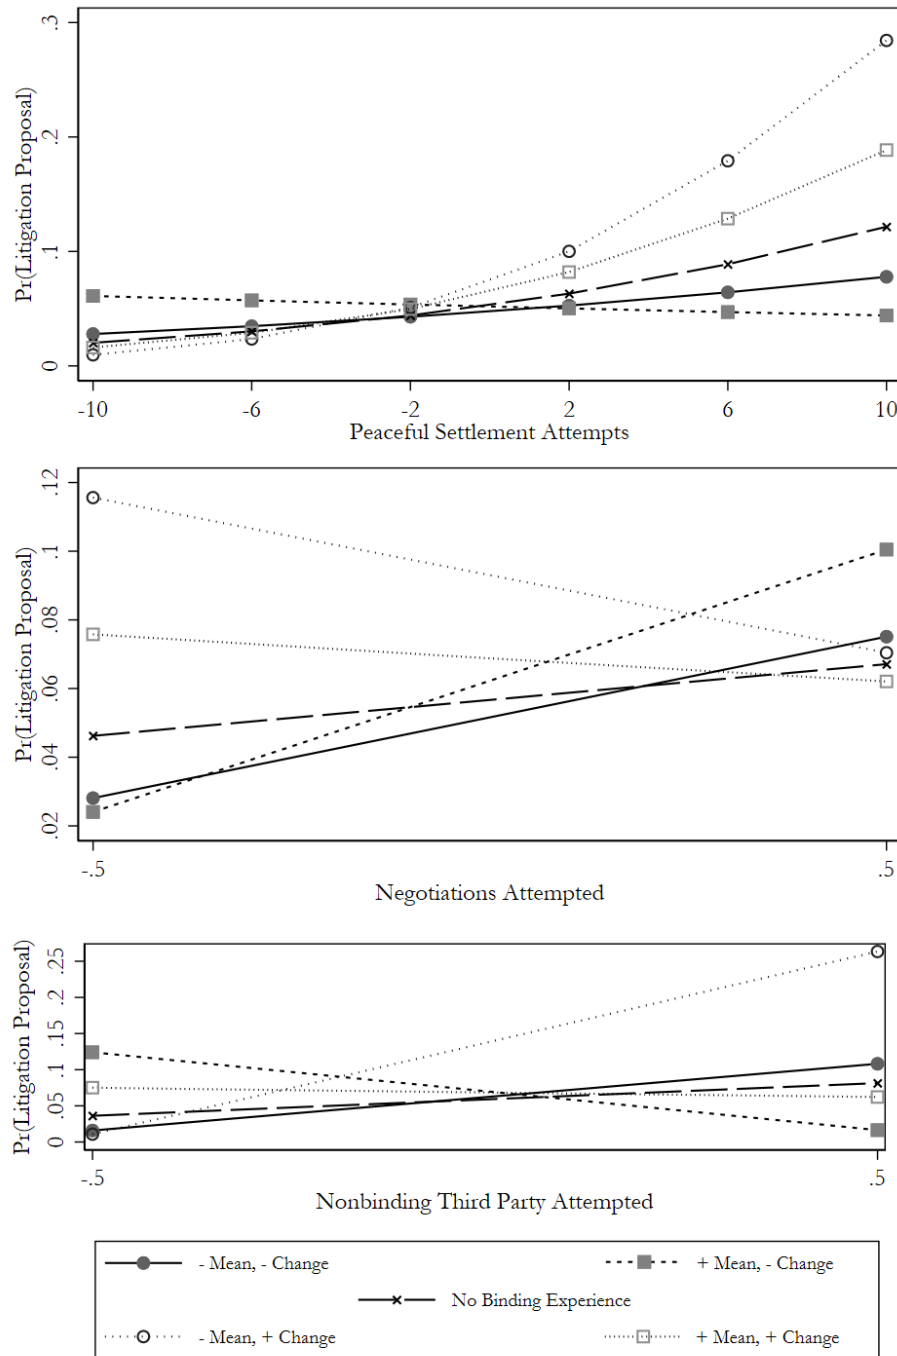 .3
.2
.1
0
Pr(Litigation Proposal)
-10 -6 -2 2 6 10
Peaceful Settlement Attempts
.12
.1
.08
.06
.04
.02
Pr(Litigation Proposal)
-.5 .5
Negotiations Attempted
.25
.2
.15
.1
.05
0
Pr(Litigation Proposal)
-.5 .5
Nonbinding Third Party Attempted
- Mean, - Change + Mean, - Change
No Binding Experience
- Mean, + Change + Mean, + Change